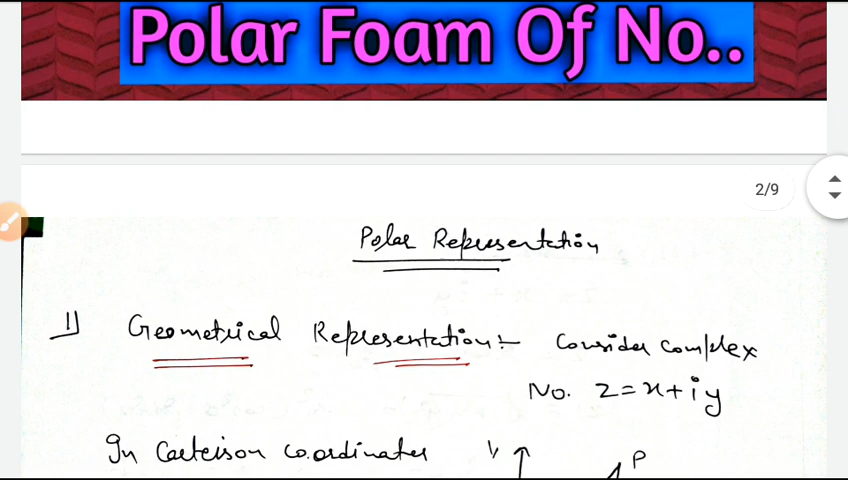 Polar Foam Of No..
2/9
Polar Representation
1) Geometrical Representation:- Consider complex
No. z = x + iy
In Carteison co.ordinates
P